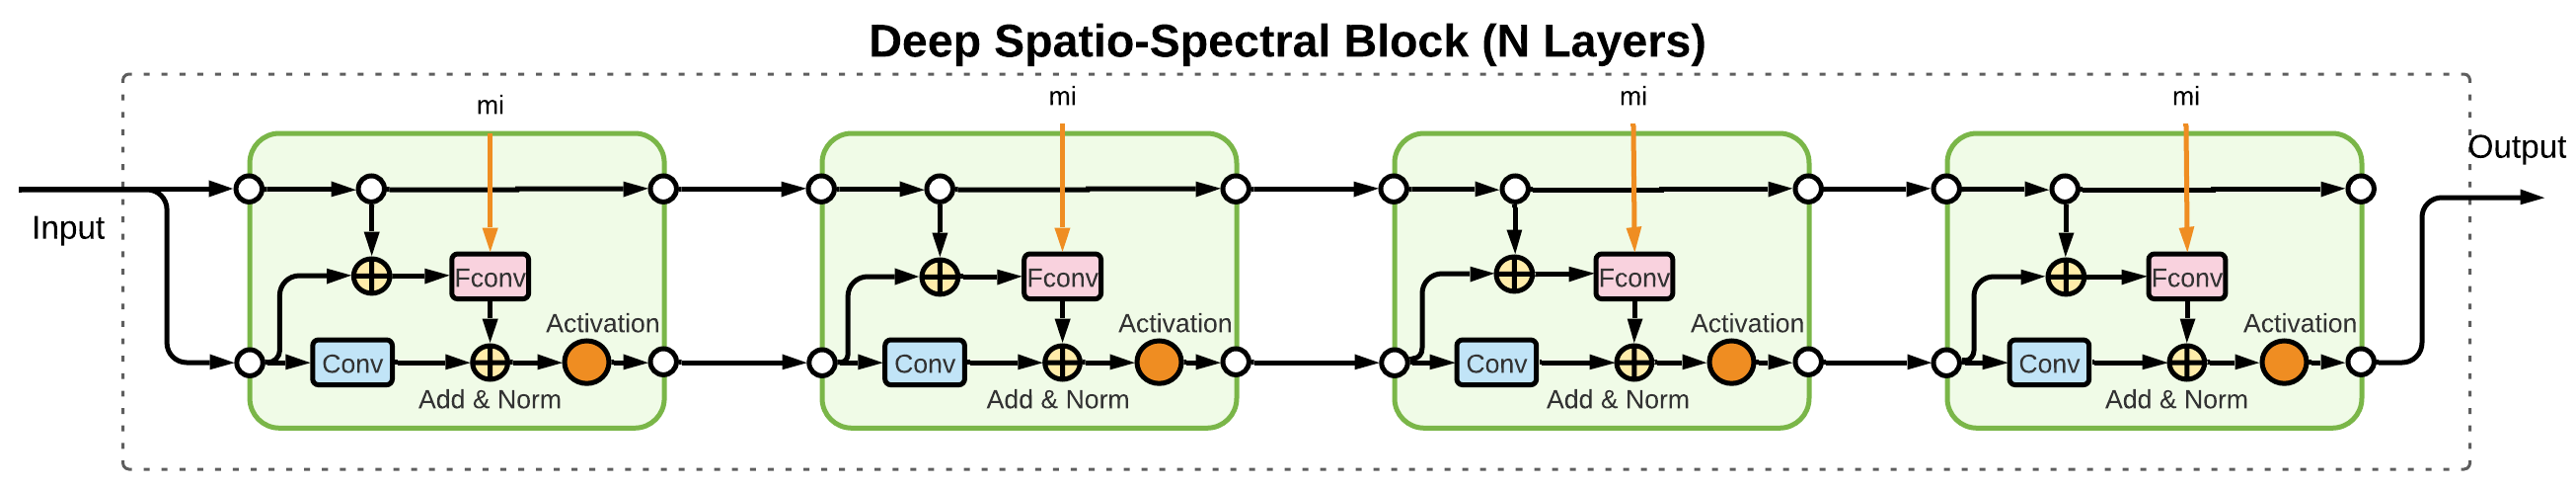 Deep Spatio-Spectral Block (N Layers)
mi
mi
mi
mi
Input
Output
Fconv
Fconv
Fconv
Fconv
Activation
Activation
Activation
Activation
Conv
Conv
Conv
Conv
Add & Norm
Add & Norm
Add & Norm
Add & Norm